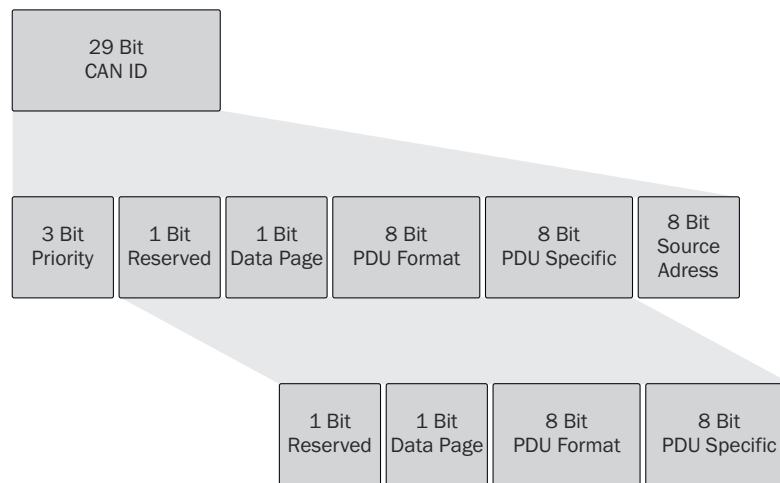 29 Bit
CAN ID
3 Bit
Priority
1 Bit
Reserved
1 Bit
Data Page
8 Bit
PDU Format
8 Bit
PDU Specific
8 Bit
Source
Adress
1 Bit
Reserved
1 Bit
Data Page
8 Bit
PDU Format
8 Bit
PDU Specific